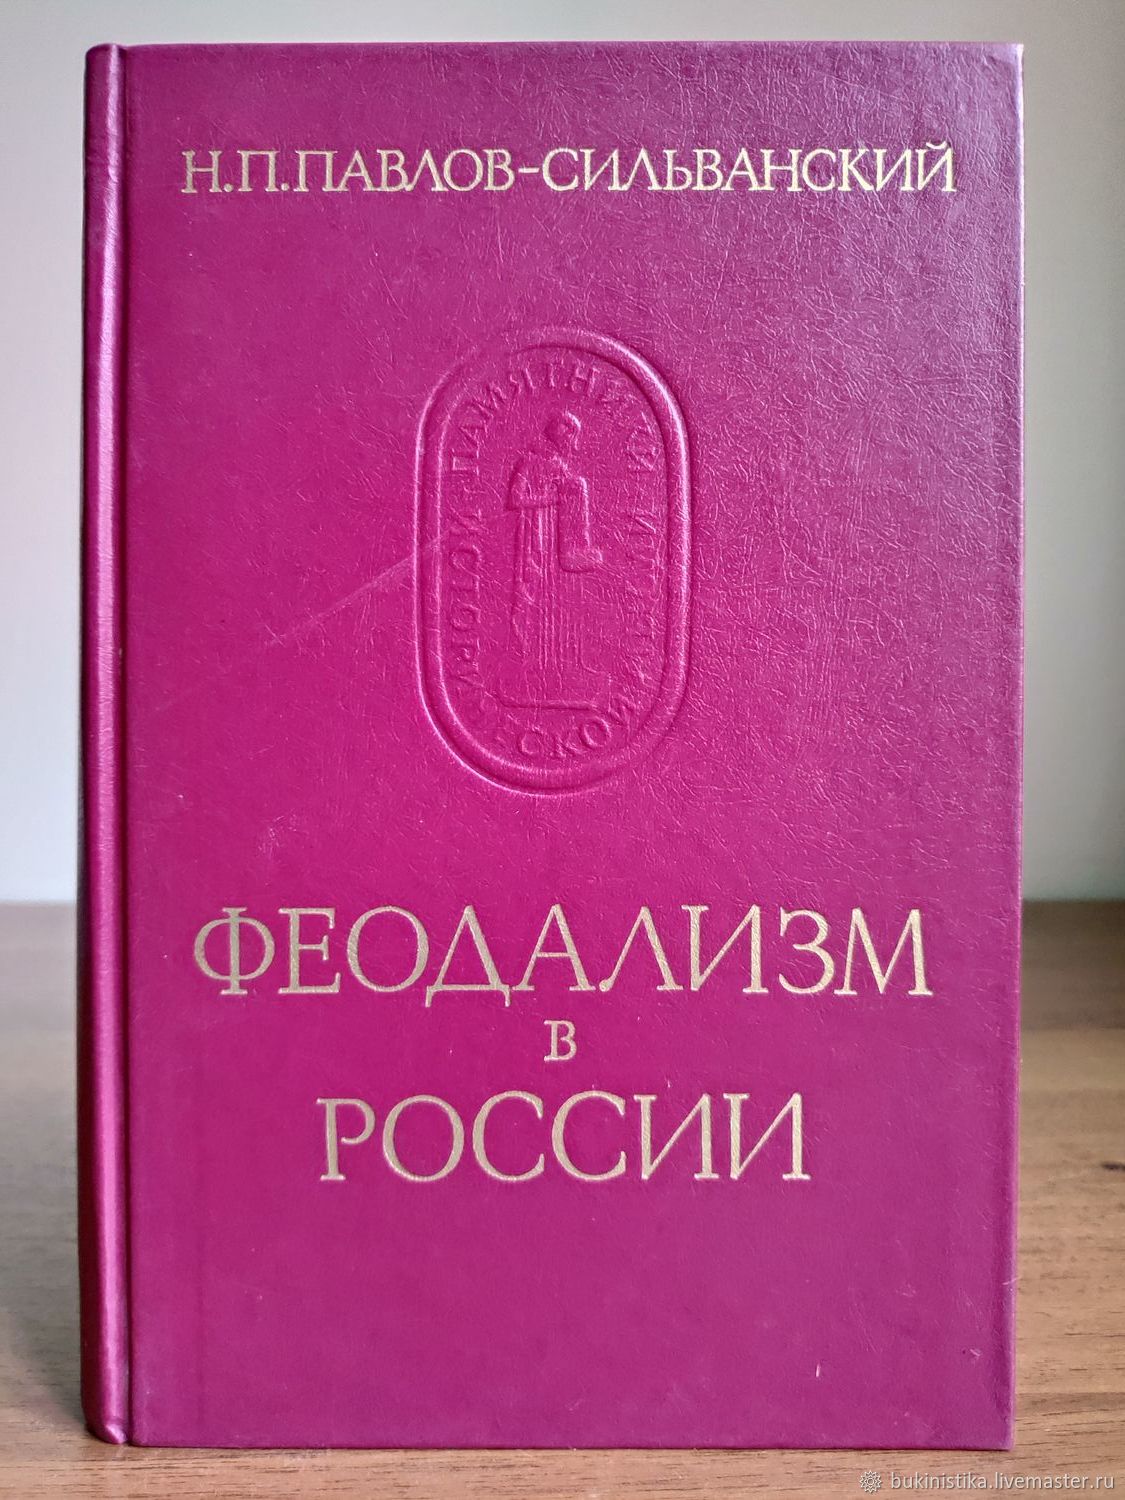 Н.П.ПАВЛОВ-СИЛЬВАНСКИЙ
ПАМЯТНИКИ ИСТОРИЧЕСКОЙ
ФЕОДАЛИЗМ
В
РОССИИ
bukinistika.livemaster.ru